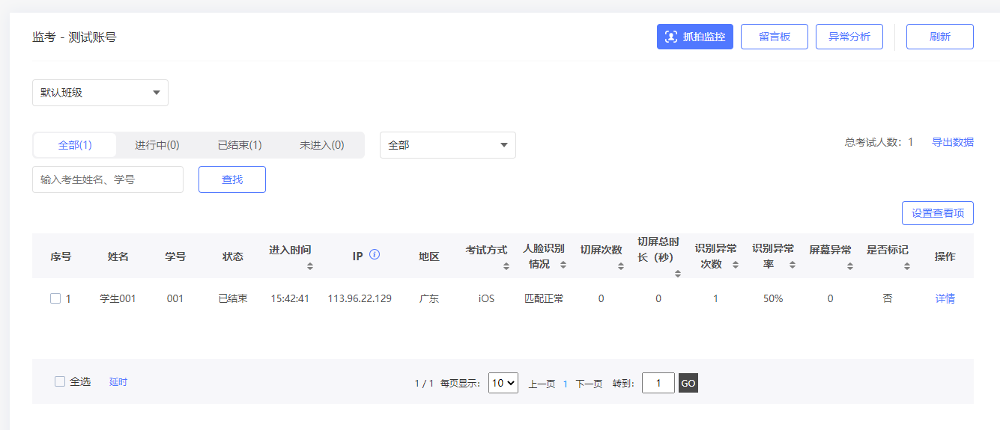 监考 - 测试账号 抓拍监控 留言板 异常分析 刷新
默认班级
全部(1) 进行中(0) 已结束(1) 未进入(0) 全部 总考试人数：1 导出数据
输入考生姓名、学号 查找
设置查看项
序号 姓名 学号 状态 进入时间 IP 地区 考试方式 人脸识别情况 切屏次数 切屏总时长（秒） 识别异常次数 识别异常率 屏幕异常 是否标记 操作
1 学生001 001 已结束 15:42:41 113.96.22.129 广东 iOS 匹配正常 0 0 1 50% 0 否 详情
全选 延时 1 / 1 每页显示： 10 上一页 1 下一页 转到： 1 GO